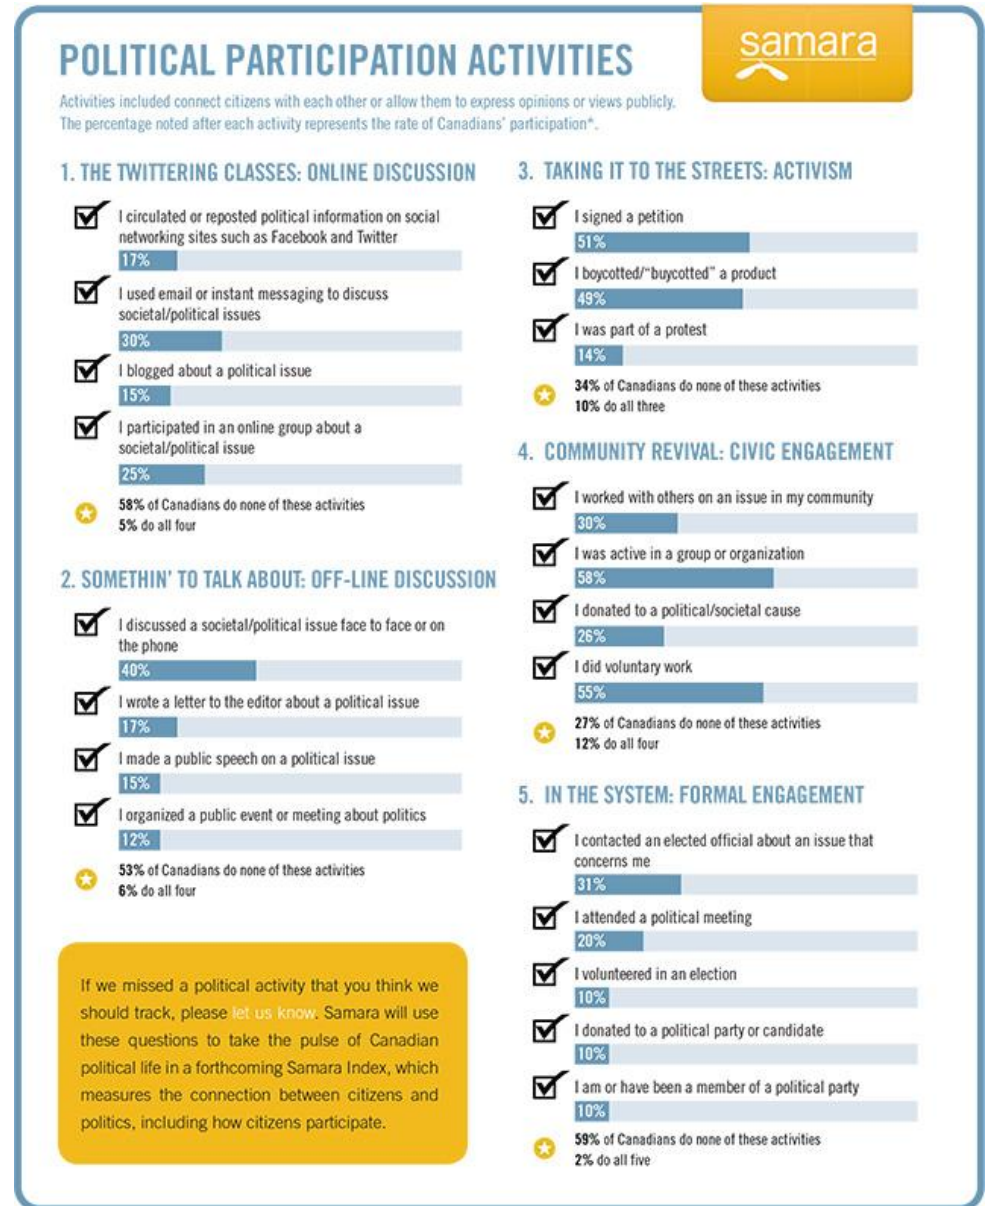 samara
POLITICAL PARTICIPATION ACTIVITIES
Activities included connect citizens with each other or allow them to express opinions or views publicly.
The percentage noted after each activity represents the rate of Canadians' participation*.
1. THE TWITTERING CLASSES: ONLINE DISCUSSION
I circulated or reposted political information on social
networking sites such as Facebook and Twitter
17%
I used email or instant messaging to discuss
societal/political issues
30%
I blogged about a political issue
15%
I participated in an online group about a
societal/political issue
25%
58% of Canadians do none of these activities
5% do all four
2. SOMETHIN' TO TALK ABOUT: OFF-LINE DISCUSSION
I discussed a societal/political issue face to face or on
the phone
40%
I wrote a letter to the editor about a political issue
17%
I made a public speech on a political issue
15%
I organized a public event or meeting about politics
12%
53% of Canadians do none of these activities
6% do all four
If we missed a political activity that you think we
should track, please let us know. Samara will use
these questions to take the pulse of Canadian
political life in a forthcoming Samara Index, which
measures the connection between citizens and
politics, including how citizens participate.
3. TAKING IT TO THE STREETS: ACTIVISM
I signed a petition
51%
I boycotted/"buycotted" a product
49%
I was part of a protest
14%
34% of Canadians do none of these activities
10% do all three
4. COMMUNITY REVIVAL: CIVIC ENGAGEMENT
I worked with others on an issue in my community
30%
I was active in a group or organization
58%
I donated to a political/societal cause
26%
I did voluntary work
55%
27% of Canadians do none of these activities
12% do all four
5. IN THE SYSTEM: FORMAL ENGAGEMENT
I contacted an elected official about an issue that
concerns me
31%
I attended a political meeting
20%
I volunteered in an election
10%
I donated to a political party or candidate
10%
I am or have been a member of a political party
10%
59% of Canadians do none of these activities
2% do all five